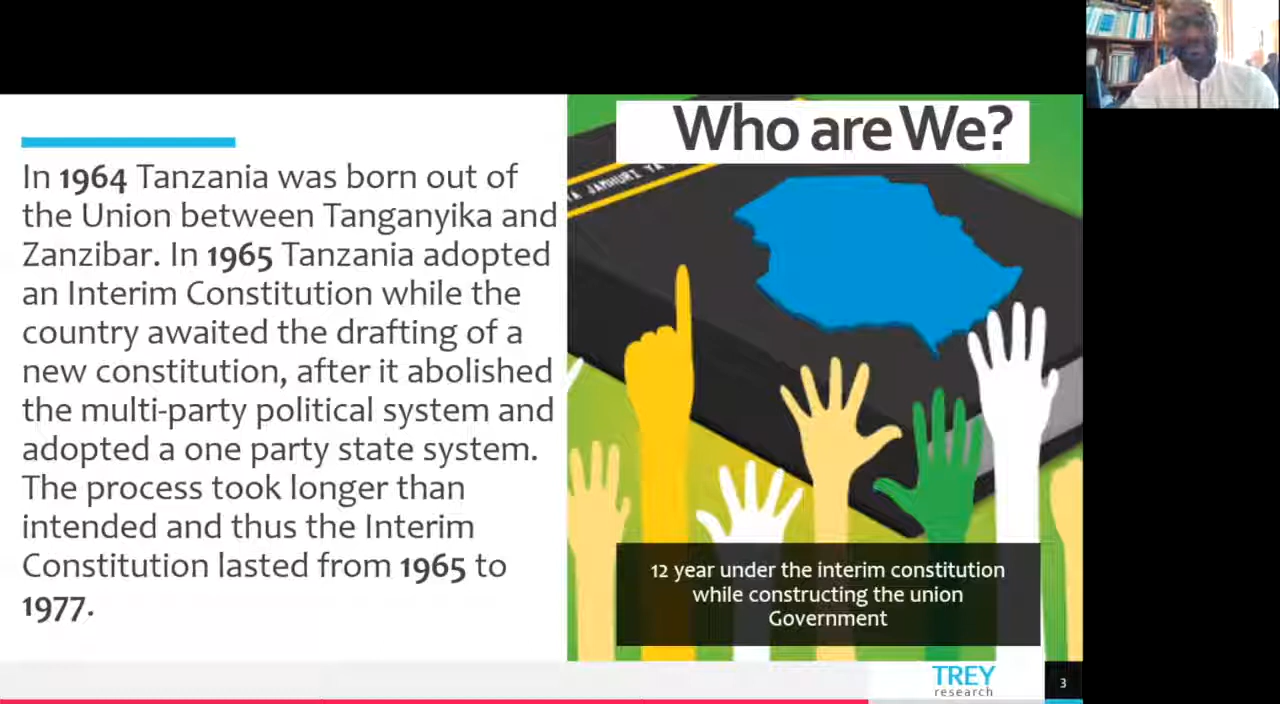 Who are We?
In 1964 Tanzania was born out of
the Union between Tanganyika and
Zanzibar. In 1965 Tanzania adopted
an Interim Constitution while the
country awaited the drafting of a
new constitution, after it abolished
the multi-party political system and
adopted a one party state system.
The process took longer than
intended and thus the Interim
Constitution lasted from 1965 to
1977.
YA JAMHURI YA
12 year under the interim constitution
while constructing the union
Government
TREY
research
3